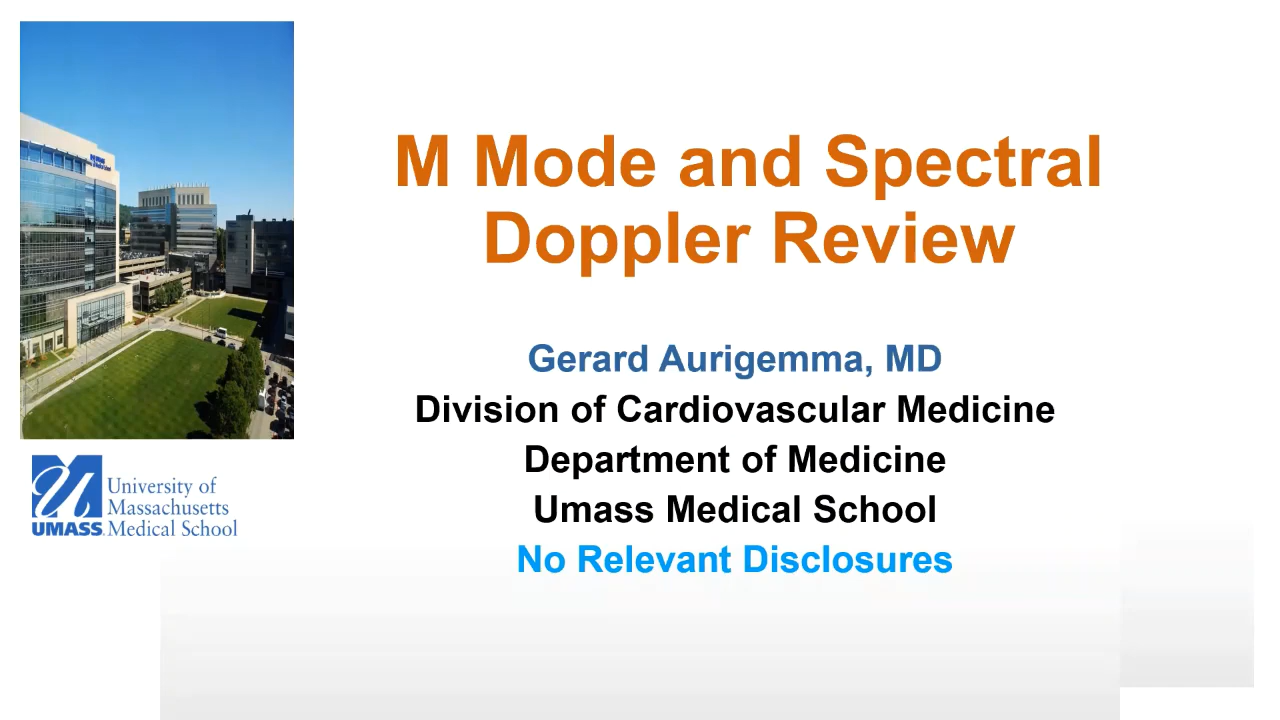 M Mode and Spectral
Doppler Review
Gerard Aurigemma, MD
Division of Cardiovascular Medicine
Department of Medicine
Umass Medical School
No Relevant Disclosures
UMASS
University of
Massachusetts
Medical School